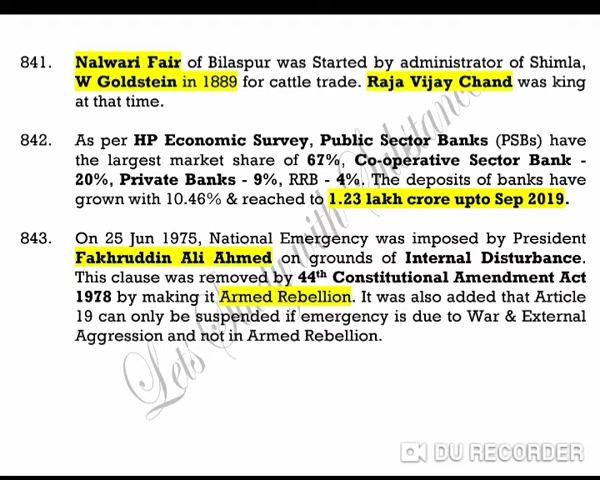 841. Nalwari Fair of Bilaspur was Started by administrator of Shimla,
W Goldstein in 1889 for cattle trade. Raja Vijay Chand was king
at that time.
842. As per HP Economic Survey, Public Sector Banks (PSBs) have
the largest market share of 67%, Co-operative Sector Bank -
20%, Private Banks - 9%, RRB - 4%. The deposits of banks have
grown with 10.46% & reached to 1.23 lakh crore upto Sep 2019.
843. On 25 Jun 1975, National Emergency was imposed by President
Fakhruddin Ali Ahmed on grounds of Internal Disturbance.
This clause was removed by 44th Constitutional Amendment Act
1978 by making it Armed Rebellion. It was also added that Article
19 can only be suspended if emergency is due to War & External
Aggression and not in Armed Rebellion.
Lets Study with Substance
DU RECORDER